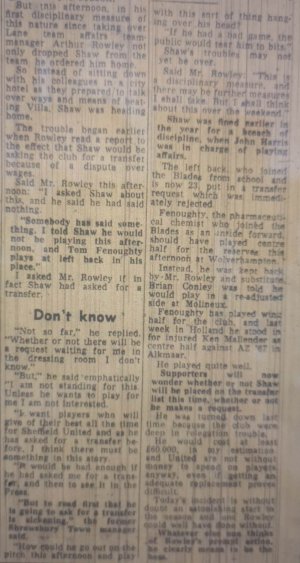 But this afternoon, in his
first disciplinary measure of
this nature since taking over
Lane team affairs team-
manager Arthur Rowley not
only dropped Shaw from the
team he ordered him home.
So instead of sitting down
with his colleagues in a city
hotel as they prepared to talk
over ways and means of beat-
ing Villa, Shaw was heading
home.
The trouble began earlier
when Rowley read a report to
the effect that Shaw would be
asking the club for a transfer
because of a dispute over
wages.
Said Mr. Rowley this after-
noon: "I asked Shaw about
this, and he said he had said
nothing.
"Somebody has said some-
thing. I told Shaw he would
not be playing this after-
noon, and Tom Fenoughty
plays at left back in his
place."
I asked Mr. Rowley if in
fact Shaw had asked for a
transfer.
Don't know
"Not so far," he replied.
"Whether or not there will be
a request waiting for me in
the dressing room I don't
know."
"But," he said emphatically
"I am not standing for this.
Unless he wants to play for
me I am not interested.
"I want players who will
give of their best all the time
for Sheffield United and as he
has asked for a transfer be-
fore, I think there must be
something in this story.
"It would be bad enough if
he had asked me for a trans-
fer, and then to see it in the
Press.
"But to read first that he
is going to ask for a transfer
is sickening," the former
Shrewsbury Town manager
said.
"How could he go out on the
pitch this afternoon and play
with this sort of thing hang-
ing over his head?
"If he had a bad game, the
public would tear him to bits."
Shaw's troubles may not
yet be over.
Said Mr. Rowley: "This is
a disciplinary measure, and
there may be further measures
I shall take. But I shall think
about this over the weekend."
Shaw was fined earlier in
the year for a breach of
discipline, when John Harris
was in charge of playing
affairs.
The left back, who joined
the Blades from school and
is now 23, put in a transfer
request which was immedi-
ately rejected.
Fenoughty, the pharmaceuti-
cal chemist who joined the
Blades as an inside forward,
should have played centre
half for the reserves this
afternoon at Wolverhampton.
Instead, he was kept back
by Mr. Rowley and substitute
Brian Conley was told he
would play in a re-adjusted
side at Molineux.
Fenoughty has played wing
half for the club, and last
week in Holland he stood in
for injured Ken Mallender as
centre half against AZ '67 in
Alkmaar.
He played quite well.
Supporters will now
wonder whether or not Shaw
will be placed on the transfer
list this time, whether or not
he makes a request.
He was turned down last
time because the club were
deep in relegation trouble.
He would cost at least
£60,000, in my estimation
and United are not without
money to spend on players
anyway, even if getting an
adequate replacement proves
difficult.
Today's incident is without
doubt an astonishing start to
the season and one Rowley
could well have done without.
Whatever else one thinks
of Rowley's prompt action,
he clearly means to be the
boss.